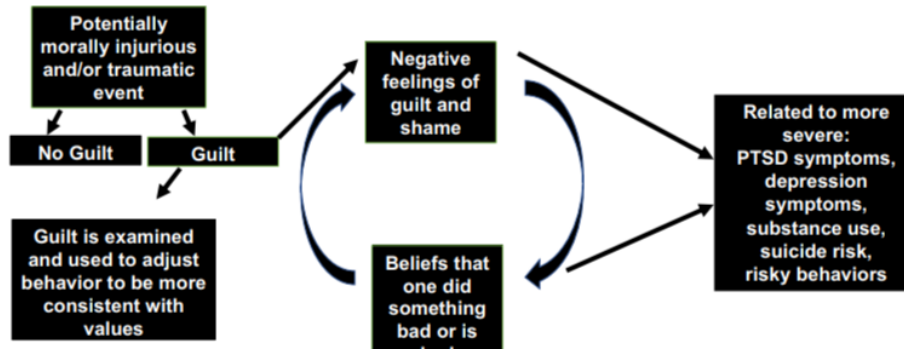 Potentially
morally injurious
and/or traumatic
event
No Guilt
Guilt
Guilt is examined
and used to adjust
behavior to be more
consistent with
values
Negative
feelings of
guilt and
shame
Beliefs that
one did
something
bad or is
Related to more
severe:
PTSD symptoms,
depression
symptoms,
substance use,
suicide risk,
risky behaviors